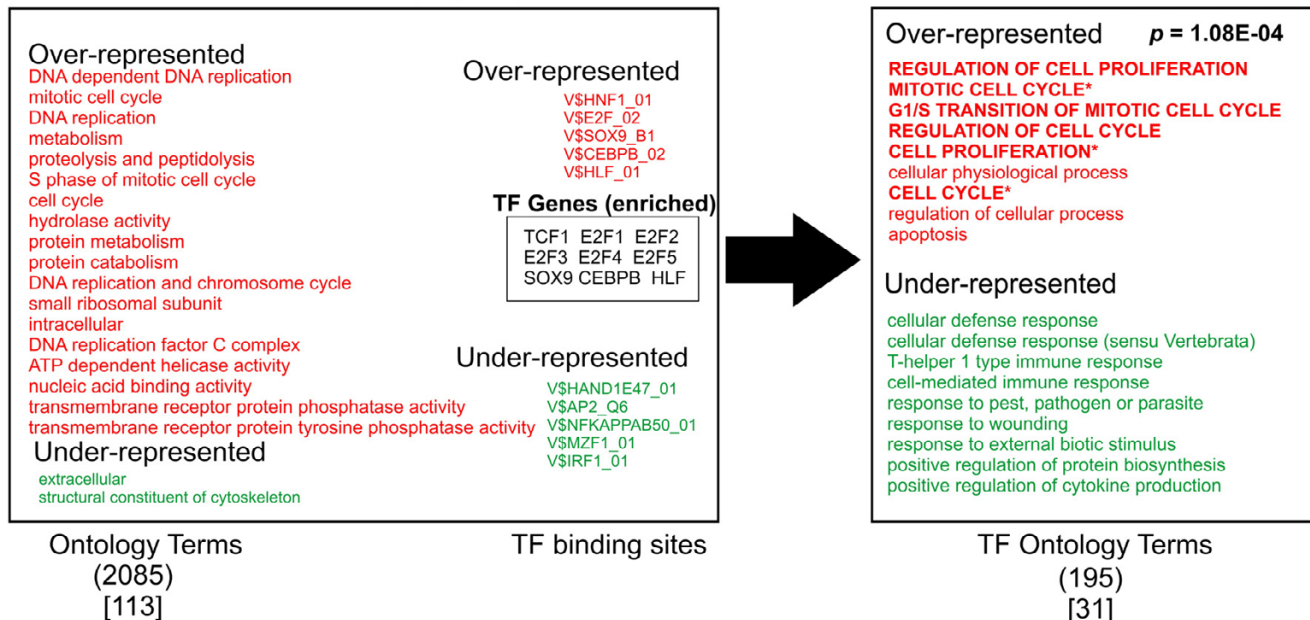 Over-represented
DNA dependent DNA replication
mitotic cell cycle
DNA replication
metabolism
proteolysis and peptidolysis
S phase of mitotic cell cycle
cell cycle
hydrolase activity
protein metabolism
protein catabolism
DNA replication and chromosome cycle
small ribosomal subunit
intracellular
DNA replication factor C complex
ATP dependent helicase activity
nucleic acid binding activity
transmembrane receptor protein phosphatase activity
transmembrane receptor protein tyrosine phosphatase activity
Under-represented
extracellular
structural constituent of cytoskeleton
Over-represented
V$HNF1_01
V$E2F_02
V$SOX9_B1
V$CEBPB_02
V$HLF_01
TF Genes (enriched)
TCF1 E2F1 E2F2
E2F3 E2F4 E2F5
SOX9 CEBPB HLF
Under-represented
V$HAND1E47_01
V$AP2_Q6
V$NFKAPPAB50_01
V$MZF1_01
V$IRF1_01
Ontology Terms
(2085)
[113]
TF binding sites
Over-represented p = 1.08E-04
REGULATION OF CELL PROLIFERATION
MITOTIC CELL CYCLE*
G1/S TRANSITION OF MITOTIC CELL CYCLE
REGULATION OF CELL CYCLE
CELL PROLIFERATION*
cellular physiological process
CELL CYCLE*
regulation of cellular process
apoptosis
Under-represented
cellular defense response
cellular defense response (sensu Vertebrata)
T-helper 1 type immune response
cell-mediated immune response
response to pest, pathogen or parasite
response to wounding
response to external biotic stimulus
positive regulation of protein biosynthesis
positive regulation of cytokine production
TF Ontology Terms
(195)
[31]